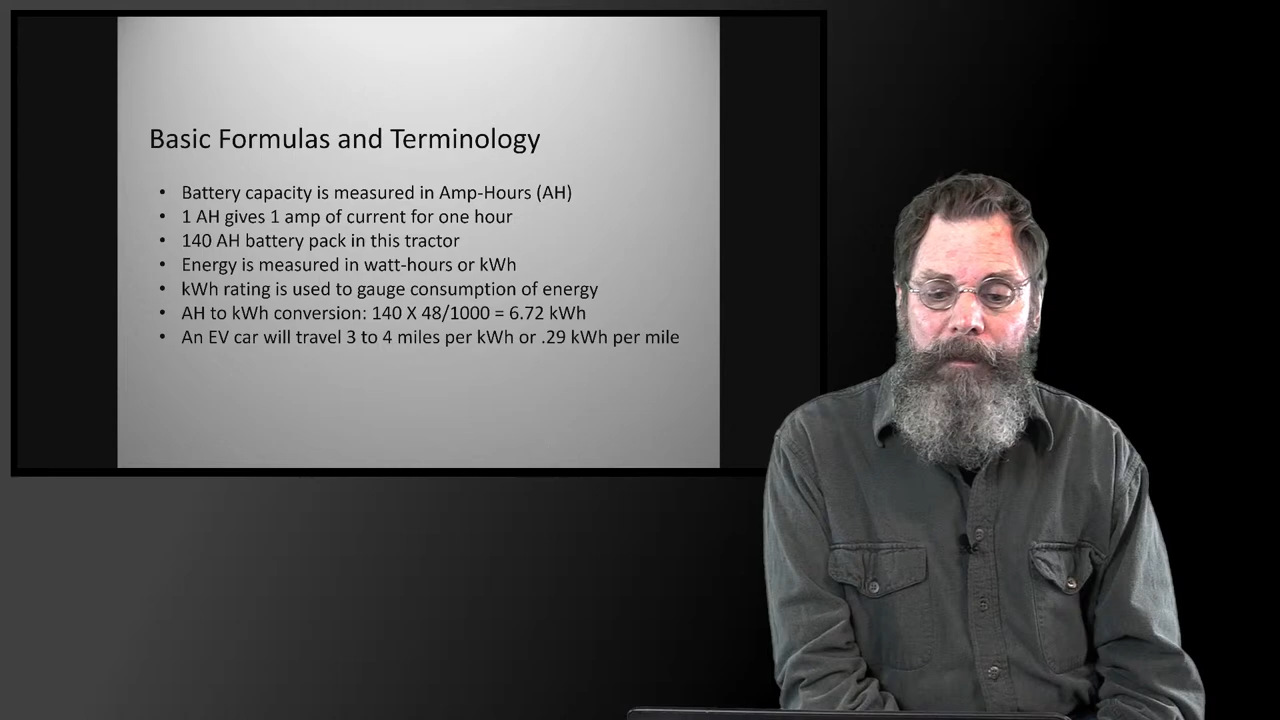 Basic Formulas and Terminology
• Battery capacity is measured in Amp-Hours (AH)
• 1 AH gives 1 amp of current for one hour
• 140 AH battery pack in this tractor
• Energy is measured in watt-hours or kWh
• kWh rating is used to gauge consumption of energy
• AH to kWh conversion: 140 X 48/1000 = 6.72 kWh
• An EV car will travel 3 to 4 miles per kWh or .29 kWh per mile